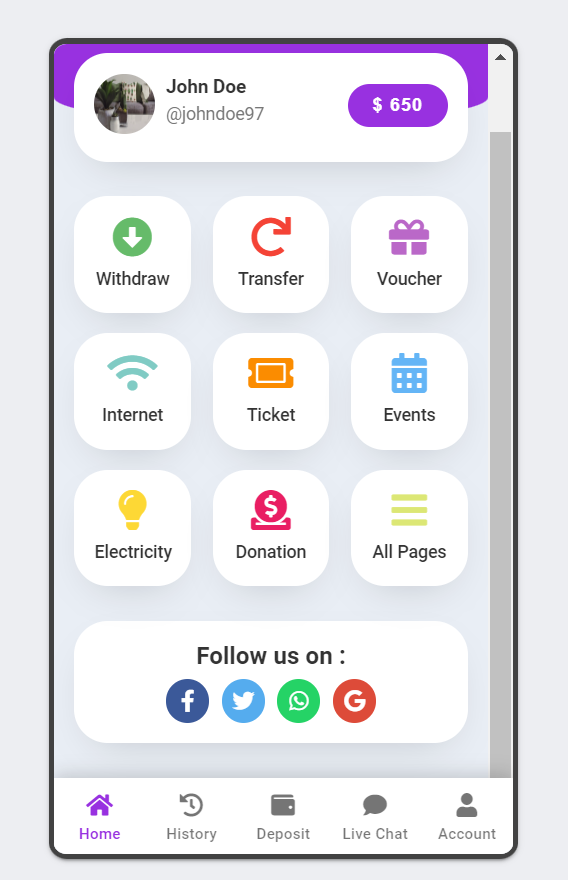 John Doe
@johndoe97
$ 650
Withdraw
Transfer
Voucher
Internet
Ticket
Events
Electricity
Donation
All Pages
Follow us on :
Home
History
Deposit
Live Chat
Account